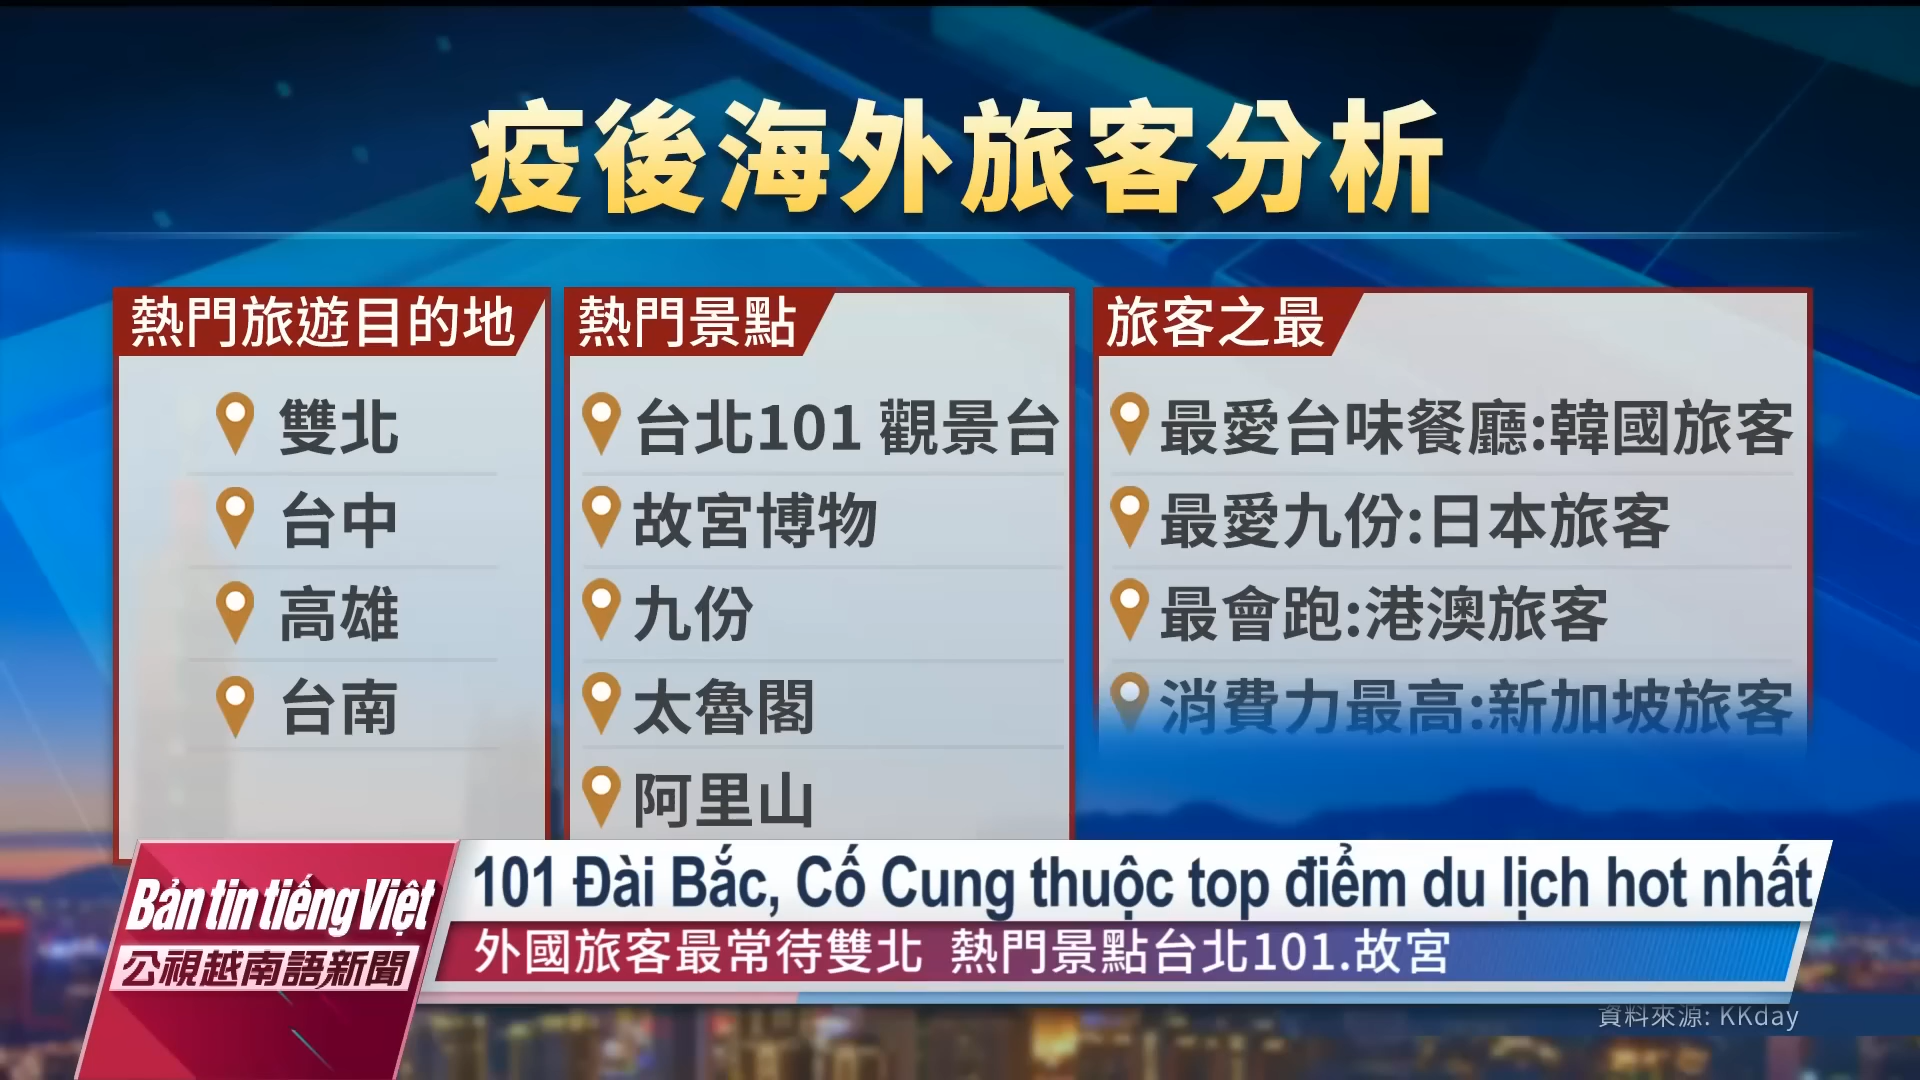 疫後海外旅客分析
熱門旅遊目的地
雙北
台中
高雄
台南
熱門景點
台北101 觀景台
故宮博物
九份
太魯閣
阿里山
旅客之最
最愛台味餐廳:韓國旅客
最愛九份:日本旅客
最會跑:港澳旅客
消費力最高:新加坡旅客
Bản tin tiếng Việt
公視越南語新聞
101 Đài Bắc, Cố Cung thuộc top điểm du lịch hot nhất
外國旅客最常待雙北 熱門景點台北101.故宮
資料來源: KKday